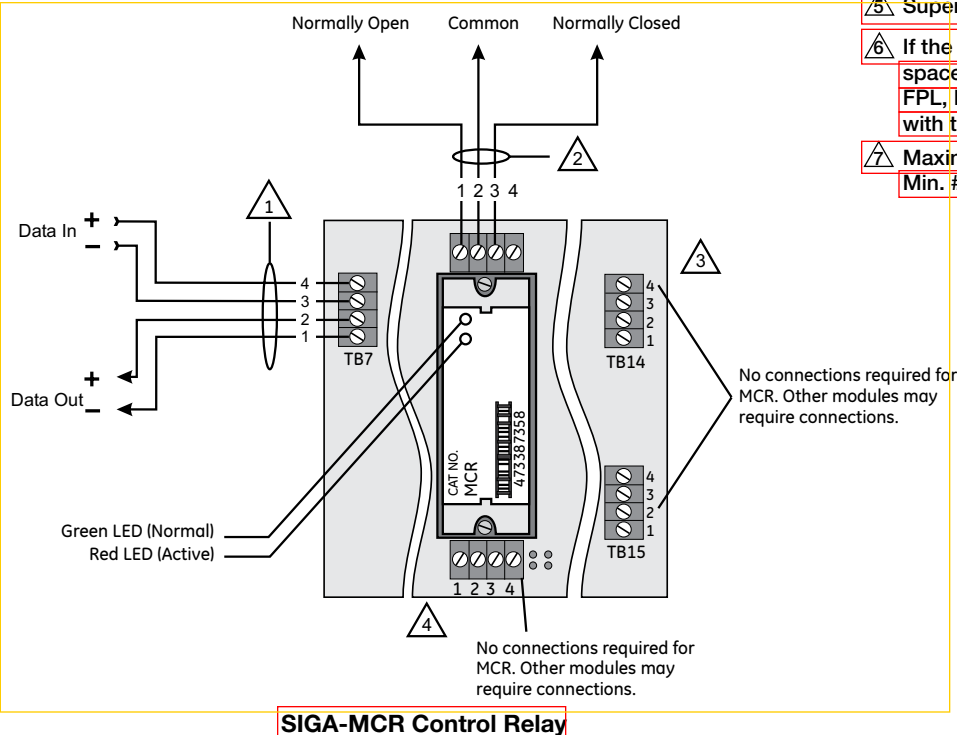 Normally Open Common Normally Closed
5 Super
6 If the
space
FPL,
with t
7 Maxin
Min. #
2
1 2 3 4
1
Data In + −
3
4
3
2
1
TB7
4
3
2
1
TB14
Data Out + −
No connections required for
MCR. Other modules may
require connections.
CAT NO.
MCR
473387358
4
3
2
1
TB15
Green LED (Normal)
Red LED (Active)
1 2 3 4
4
No connections required for
MCR. Other modules may
require connections.
SIGA-MCR Control Relay